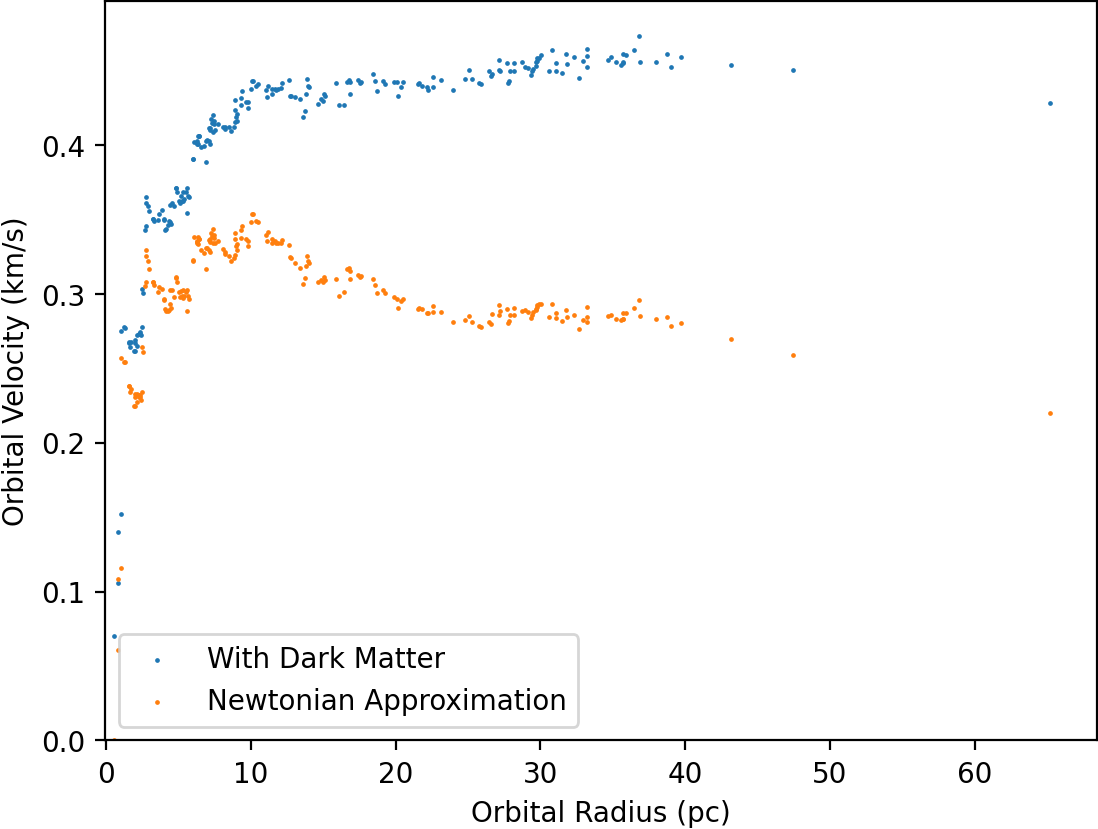 0.4
0.3
0.2
0.1
0.0
Orbital Velocity (km/s)
With Dark Matter
Newtonian Approximation
0 10 20 30 40 50 60
Orbital Radius (pc)